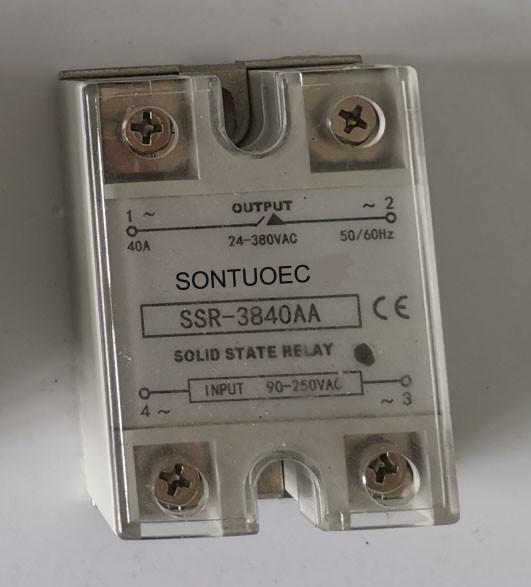 OUTPUT
1 ~ ~ 2
40A 24-380VAC 50/60Hz
SONTUOEC
SSR-3840AA CE
SOLID STATE RELAY
INPUT 90-250VAC
4 ~ ~ 3